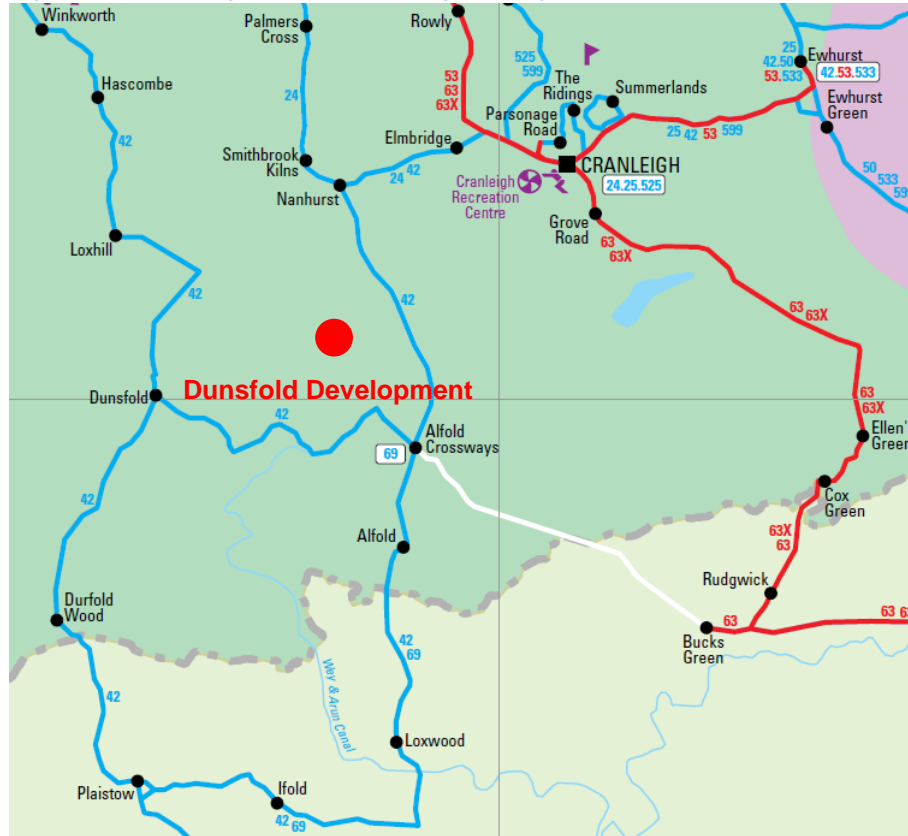 Winkworth
Palmers
Cross
Rowly
Hascombe
24
42
53
63
63X
525
599
The
Ridings
Summerlands
Parsonage
Road
25
42.50
53.533
Ewhurst
42.53.533
Ewhurst
Green
25 42 53 599
50
533
Elmbridge
Smithbrook
Kilns
24 42
Nanhurst
CRANLEIGH
24.25.525
Cranleigh
Recreation
Centre
Grove
Road
63
63X
Loxhill
42
42
63
63X
Dunsfold Development
Dunsfold
42
63
63X
Ellen'
Green
Alfold
Crossways
69
Cox
Green
42
63X
63
Alfold
Rudgwick
Durfold
Wood
63
63
Bucks
Green
42
69
Wey & Arun Canal
42
Loxwood
Plaistow
Ifold
42 69